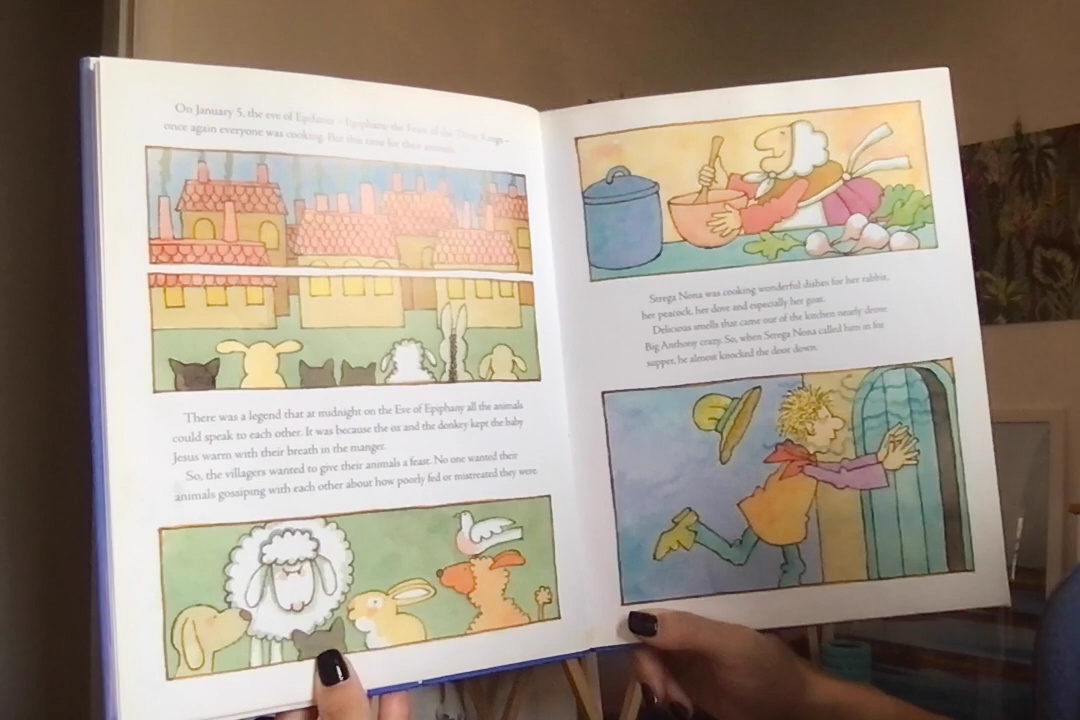 On January 5, the eve of Epifania – Epiphany, the Feast of the Three Kings –
once again everyone was cooking. But this time for their animals.
There was a legend that at midnight on the Eve of Epiphany all the animals
could speak to each other. It was because the ox and the donkey kept the baby
Jesus warm with their breath in the manger.
So, the villagers wanted to give their animals a feast. No one wanted their
animals gossiping with each other about how poorly fed or mistreated they were.
Strega Nona was cooking wonderful dishes for her rabbit,
her peacock, her dove and especially her goat.
Delicious smells that came out of the kitchen nearly drove
Big Anthony crazy. So, when Strega Nona called him in for
supper, he almost knocked the door down.